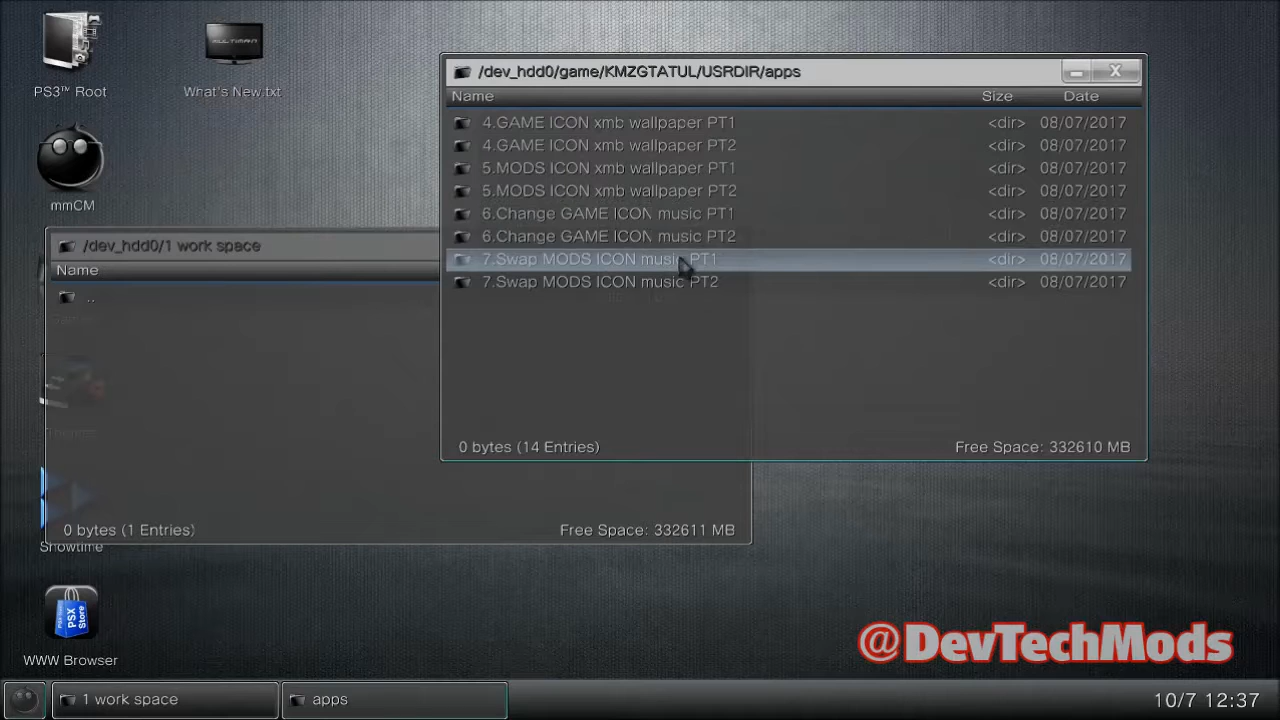 PS3™ Root
What's New.txt
mmCM
/dev_hdd0/game/KMZGTATUL/USRDIR/apps
Name Size Date
4.GAME ICON xmb wallpaper PT1 <dir> 08/07/2017
4.GAME ICON xmb wallpaper PT2 <dir> 08/07/2017
5.MODS ICON xmb wallpaper PT1 <dir> 08/07/2017
5.MODS ICON xmb wallpaper PT2 <dir> 08/07/2017
6.Change GAME ICON music PT1 <dir> 08/07/2017
6.Change GAME ICON music PT2 <dir> 08/07/2017
7.Swap MODS ICON music PT1 <dir> 08/07/2017
7.Swap MODS ICON music PT2 <dir> 08/07/2017
0 bytes (14 Entries) Free Space: 332610 MB
/dev_hdd0/1 work space
Name
..
0 bytes (1 Entries) Free Space: 332611 MB
Themes
Showtime
PSX
Store
WWW Browser
@DevTechMods
1 work space
apps
10/7 12:37